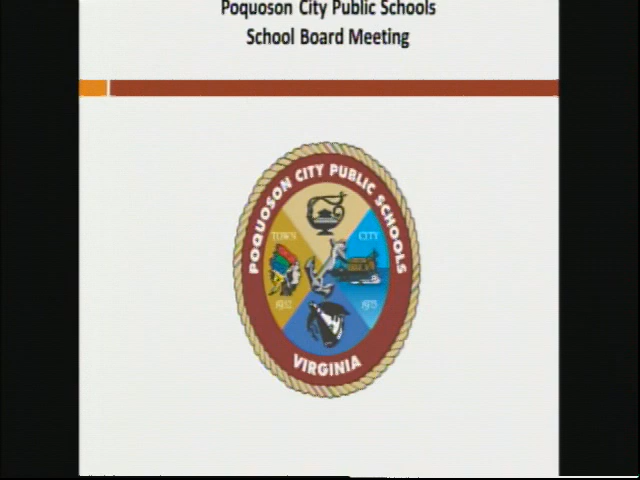 Poquoson City Public Schools
School Board Meeting
POQUOSON CITY PUBLIC SCHOOLS
TOWN
CITY
1952
1975
VIRGINIA